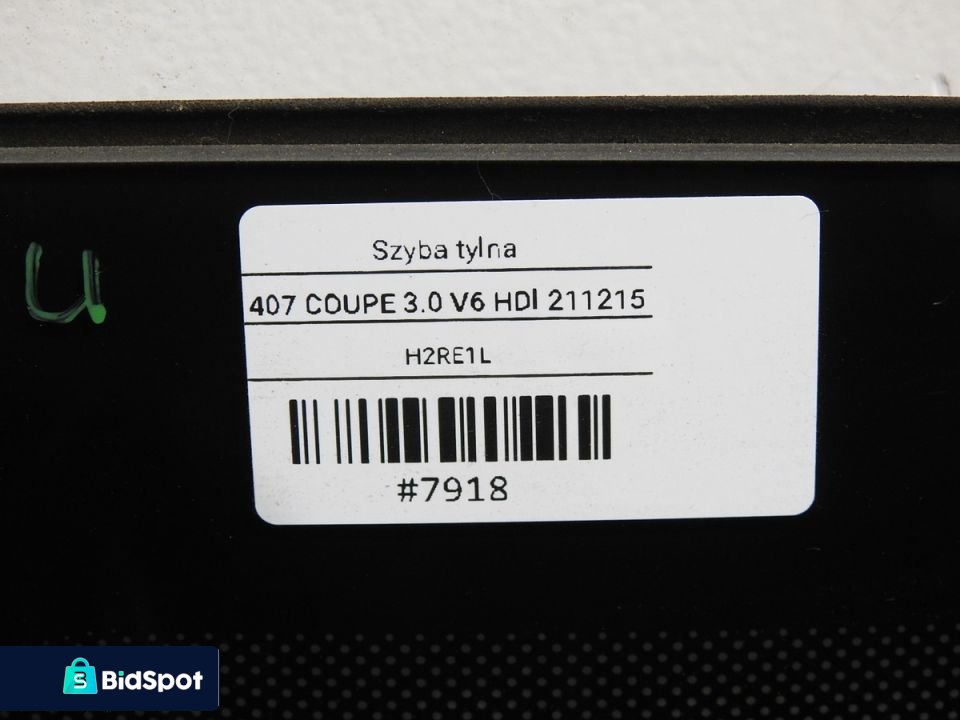 u
Szyba tylna
407 COUPE 3.0 V6 HDI 211215
H2RE1L
#7918
BidSpot